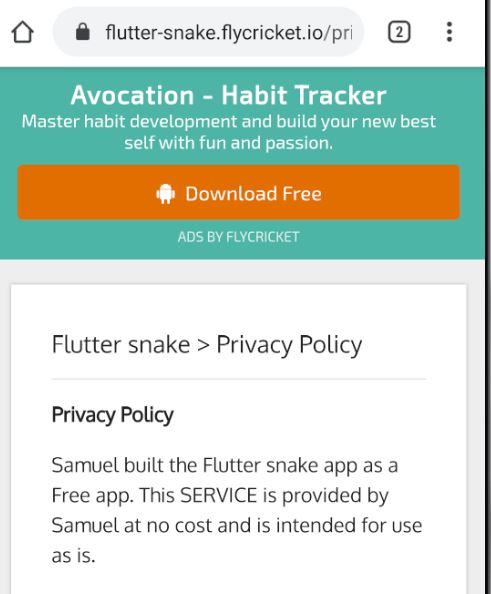 flutter-snake.flycricket.io/pri
2
Avocation - Habit Tracker
Master habit development and build your new best
self with fun and passion.
Download Free
ADS BY FLYCRICKET
Flutter snake > Privacy Policy
Privacy Policy
Samuel built the Flutter snake app as a
Free app. This SERVICE is provided by
Samuel at no cost and is intended for use
as is.